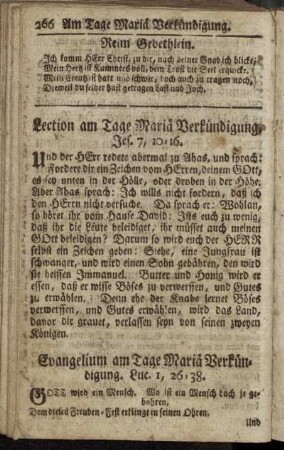 266 Am Tage Mariä Verkündigung.
Reim Gebethlein.
Ich komm HErr Christ, zu dir, nach deiner Gnad ich blicke,
Mein Hertz ist Kummers voll, dein Trost die Seel erquicke.
Mein Creutz ist hart und schwer, doch auch zu tragen noch,
Dieweil du selber hast getragen Last und Joch.
Lection am Tage Mariä Verkündigung,
Jes. 7, 10-16.
Und der HErr redete abermal zu Ahas, und sprach:
Fordere dir ein Zeichen vom HErren, deinem GOtt,
es sey unten in der Hölle, oder droben in der Höhe.
Aber Ahas sprach: Ich wills nicht fordern, daß ich
den HErrn nicht versuche. Da sprach er: Wohlan,
so höret ihr vom Hause David: Ists euch zu wenig,
daß ihr die Leute beleidiget, ihr müsset auch meinen
GOtt beleidigen? Darum so wird euch der HERR
selbst ein Zeichen geben: Siehe, eine Jungfrau ist
schwanger, und wird einen Sohn gebähren, den wird
sie heissen Immanuel. Butter und Honig wird er
essen, daß er wisse Böses zu verwerffen, und Gutes
zu erwählen. Denn ehe der Knabe lernet Böses
verwerffen, und Gutes erwählen, wird das Land,
davor dir grauet, verlassen seyn von seinen zweyen
Königen.
Evangelium am Tage Mariä Verkün-
digung. Luc. 1, 26-38.
GOTT wird ein Mensch. Wo ist ein Mensch doch je ge-
bohren,
Dem dieses Freuden-Fest erklinge in seinen Ohren.
Und